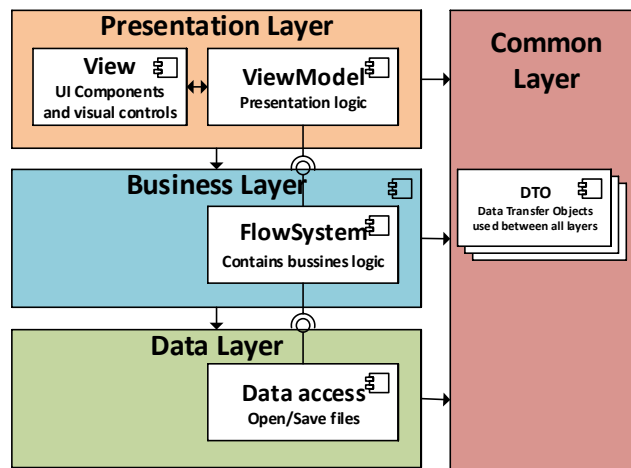 Presentation Layer
View
UI Components
and visual controls
ViewModel
Presentation logic
Common
Layer
Business Layer
FlowSystem
Contains bussines logic
DTO
Data Transfer Objects
used between all layers
Data Layer
Data access
Open/Save files